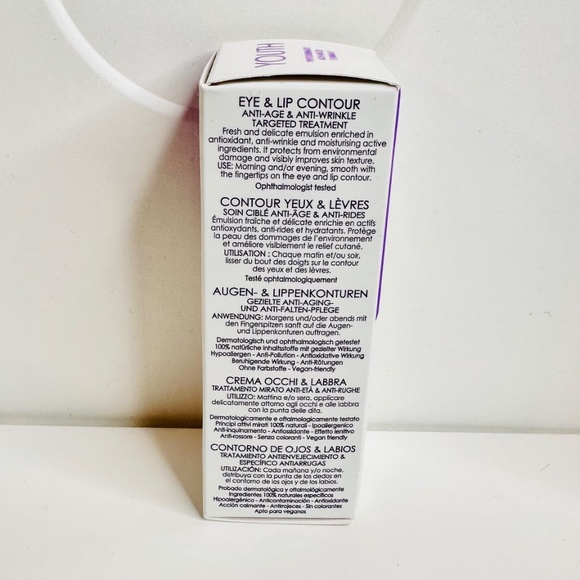 YOUTH
EYE & LIP CONTOUR
ANTI-AGE & ANTI-WRINKLE
TARGETED TREATMENT
Fresh and delicate emulsion enriched in
antioxidant, anti-wrinkle and moisturising active
ingredients. It protects from environmental
damage and visibly improves skin texture.
USE: Morning and/or evening, smooth with
the fingertips on the eye and lip contour.
Ophthalmologist tested
CONTOUR YEUX & LÈVRES
SOIN CIBLÉ ANTI-ÂGE & ANTI-RIDES
Émulsion fraîche et délicate enrichie en actifs
antioxydants, anti-rides et hydratants. Protège
la peau des dommages de l'environnement
et améliore visiblement le relief cutané.
UTILISATION : Chaque matin et/ou soir,
lisser du bout des doigts sur le contour
des yeux et des lèvres.
Testé ophtalmologiquement
AUGEN- & LIPPENKONTUREN
GEZIELTE ANTI-AGING-
UND ANTI-FALTEN-PFLEGE
ANWENDUNG: Morgens und/oder abends mit
den Fingerspitzen sanft auf die Augen-
und Lippenkonturen auftragen.
Dermatologisch und ophthalmologisch getestet
100% natürliche Inhaltsstoffe mit gezielter Wirkung
Hypoallergen - Anti-Pollution - Antioxidative Wirkung
Beruhigende Wirkung - Anti-Rötungen
Ohne Farbstoffe - Vegan-friendly
CREMA OCCHI & LABBRA
TRATTAMENTO MIRATO ANTI-ETÀ & ANTI-RUGHE
UTILIZZO: Mattina e/o sera, applicare
delicatamente attorno agli occhi e alle labbra
con la punta delle dita.
Dermatologicamente e oftalmologicamente testato
Principi attivi mirati 100% naturali - Ipoallergenico
Anti-inquinamento - Antiossidante - Effetto lenitivo
Anti-rossore - Senza coloranti - Vegan friendly
CONTORNO DE OJOS & LABIOS
TRATAMIENTO ANTIENVEJECIMIENTO &
ESPECÍFICO ANTIARRUGAS
UTILIZACIÓN: Cada mañana y/o noche,
distribuya con la punta de los dedos en
el contorno de los ojos y de los labios.
Probado dermatológica y oftalmológicamente
Ingredientes 100% naturales específicos
Hipoalergénico - Anticontaminación - Antioxidante
Acción calmante - Antirrojeces - Sin colorantes
Apto para veganos